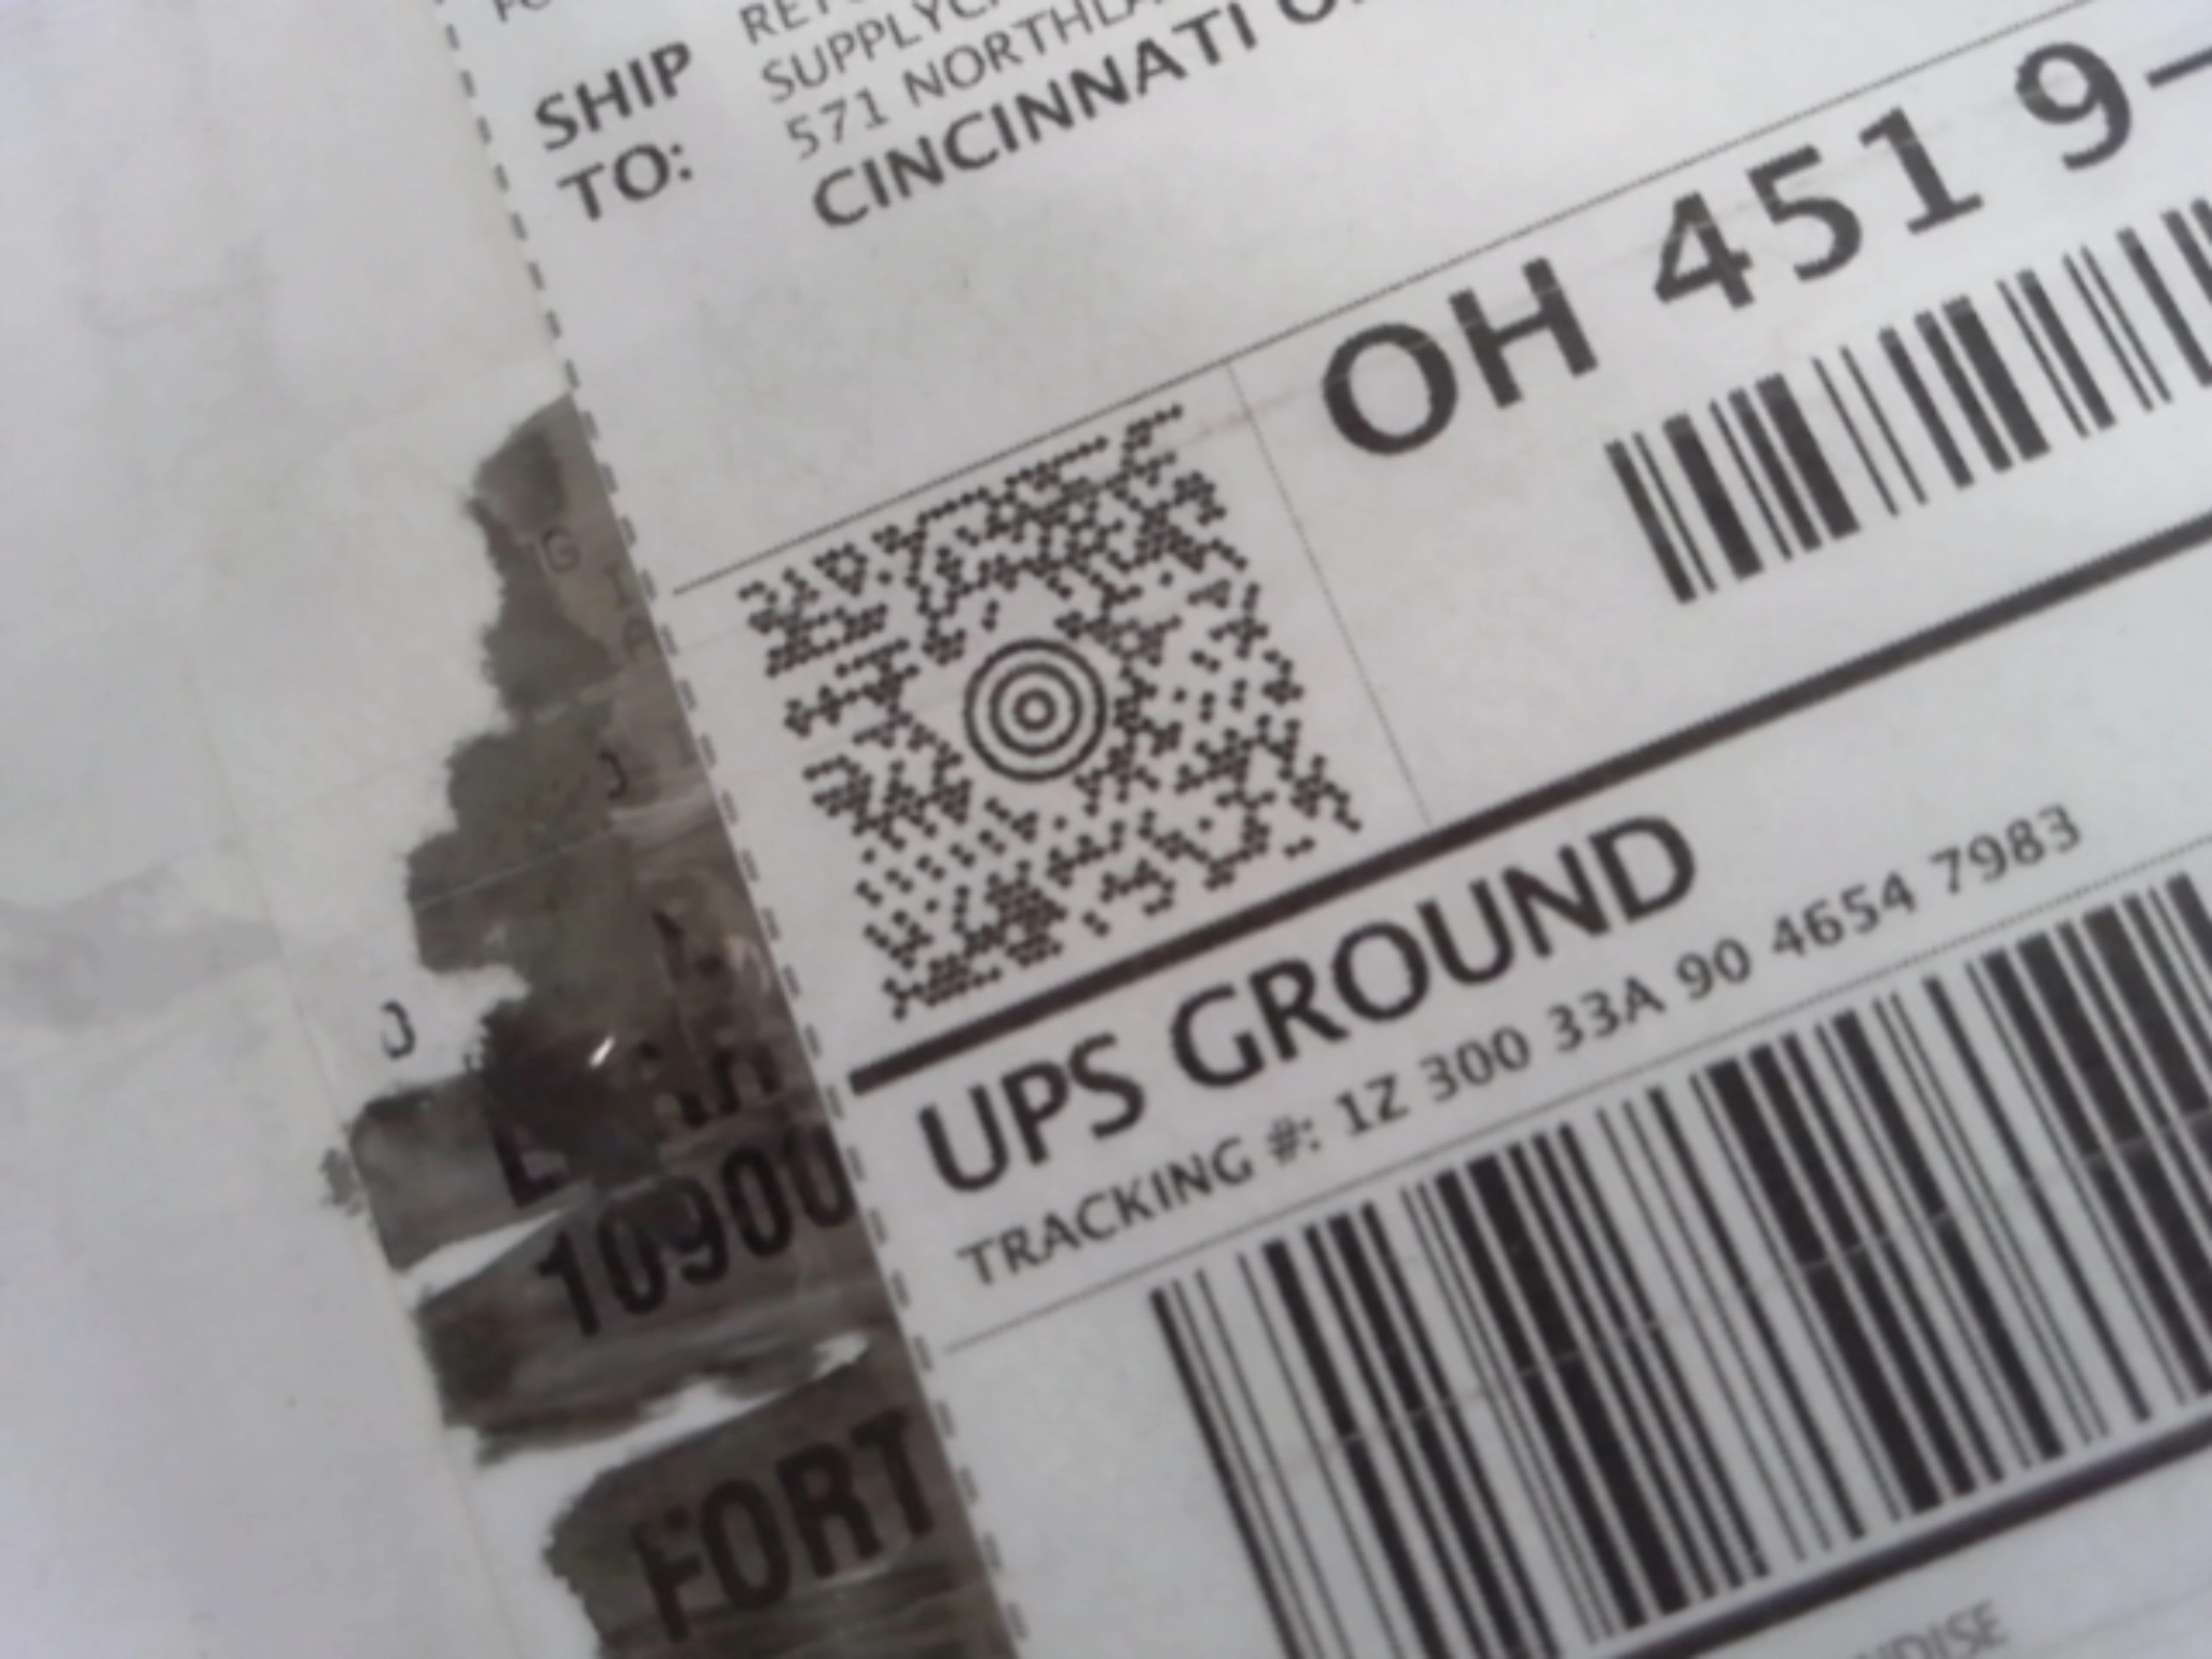 SHIP
TO:
SUPPLYC
571 NORTHLA
CINCINNATI O
OH 451 9-
UPS GROUND
TRACKING #: 1Z 300 33A 90 4654 7983
10900
FORT